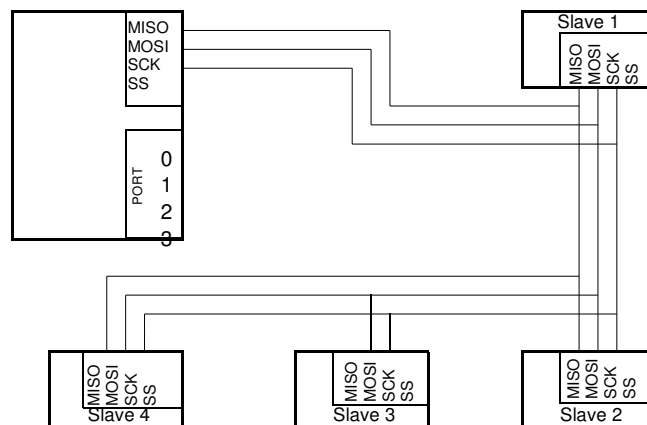 MISO
MOSI
SCK
SS
PORT
0
1
2
3
Slave 1
MISO
MOSI
SCK
SS
MISO
MOSI
SCK
SS
Slave 4
MISO
MOSI
SCK
SS
Slave 3
MISO
MOSI
SCK
SS
Slave 2